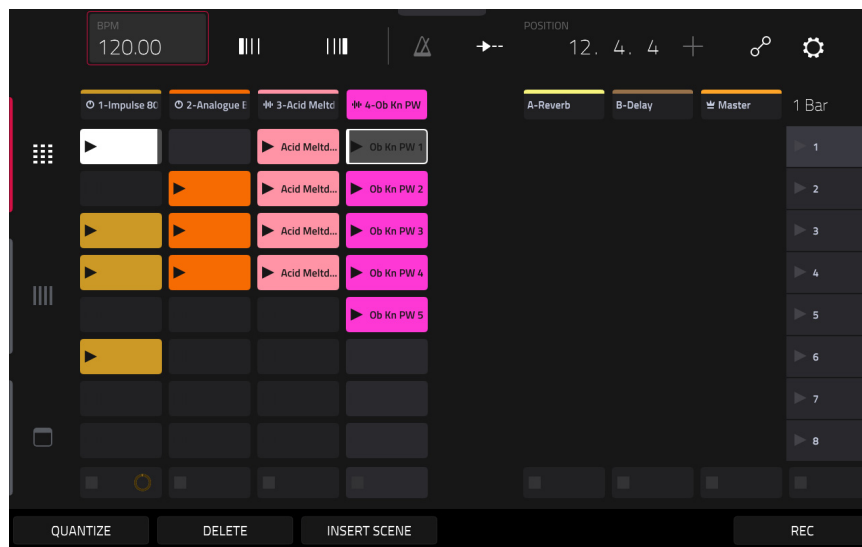 BPM
120.00
POSITION
12. 4. 4
1-Impulse 80
2-Analogue E
3-Acid Meltd
4-Ob Kn PW
A-Reverb
B-Delay
Master
1 Bar
Acid Meltd...
Ob Kn PW 1
1
Acid Meltd...
Ob Kn PW 2
2
Acid Meltd...
Ob Kn PW 3
3
Acid Meltd...
Ob Kn PW 4
4
Ob Kn PW 5
5
6
7
8
QUANTIZE
DELETE
INSERT SCENE
REC